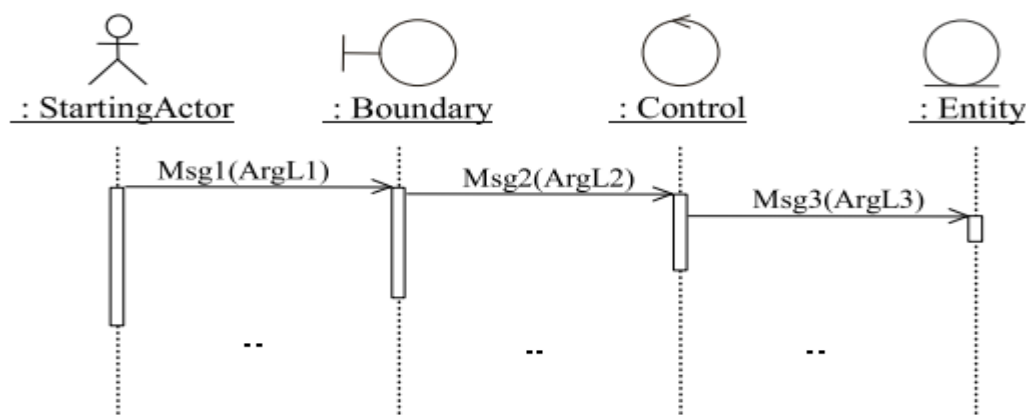 : StartingActor
: Boundary
: Control
: Entity
Msg1(ArgL1)
Msg2(ArgL2)
Msg3(ArgL3)
--
--
--